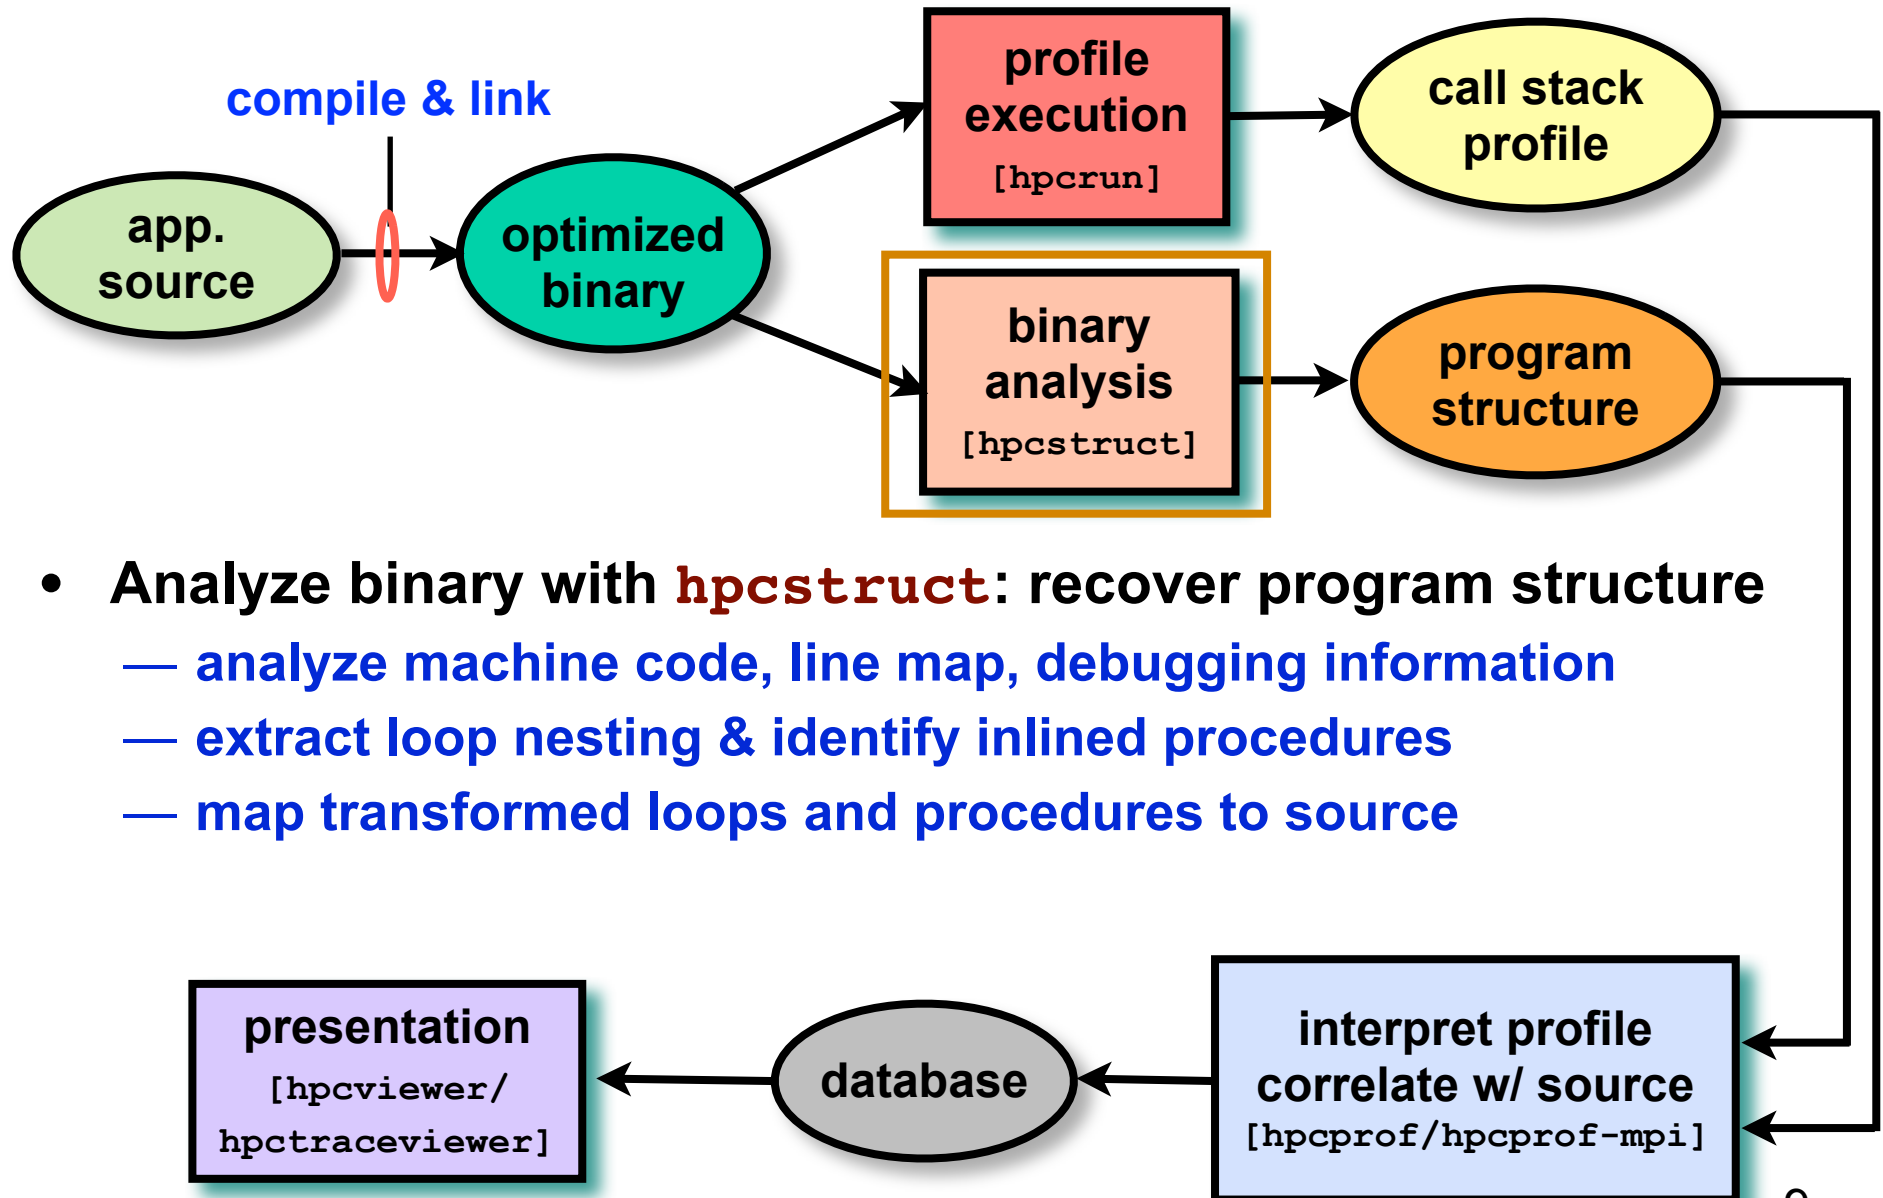 compile & link
app.
source
optimized
binary
profile
execution
[hpcrun]
call stack
profile
binary
analysis
[hpcstruct]
program
structure
• Analyze binary with hpcstruct: recover program structure
— analyze machine code, line map, debugging information
— extract loop nesting & identify inlined procedures
— map transformed loops and procedures to source
presentation
[hpcviewer/
hpctraceviewer]
database
interpret profile
correlate w/ source
[hpcprof/hpcprof-mpi]